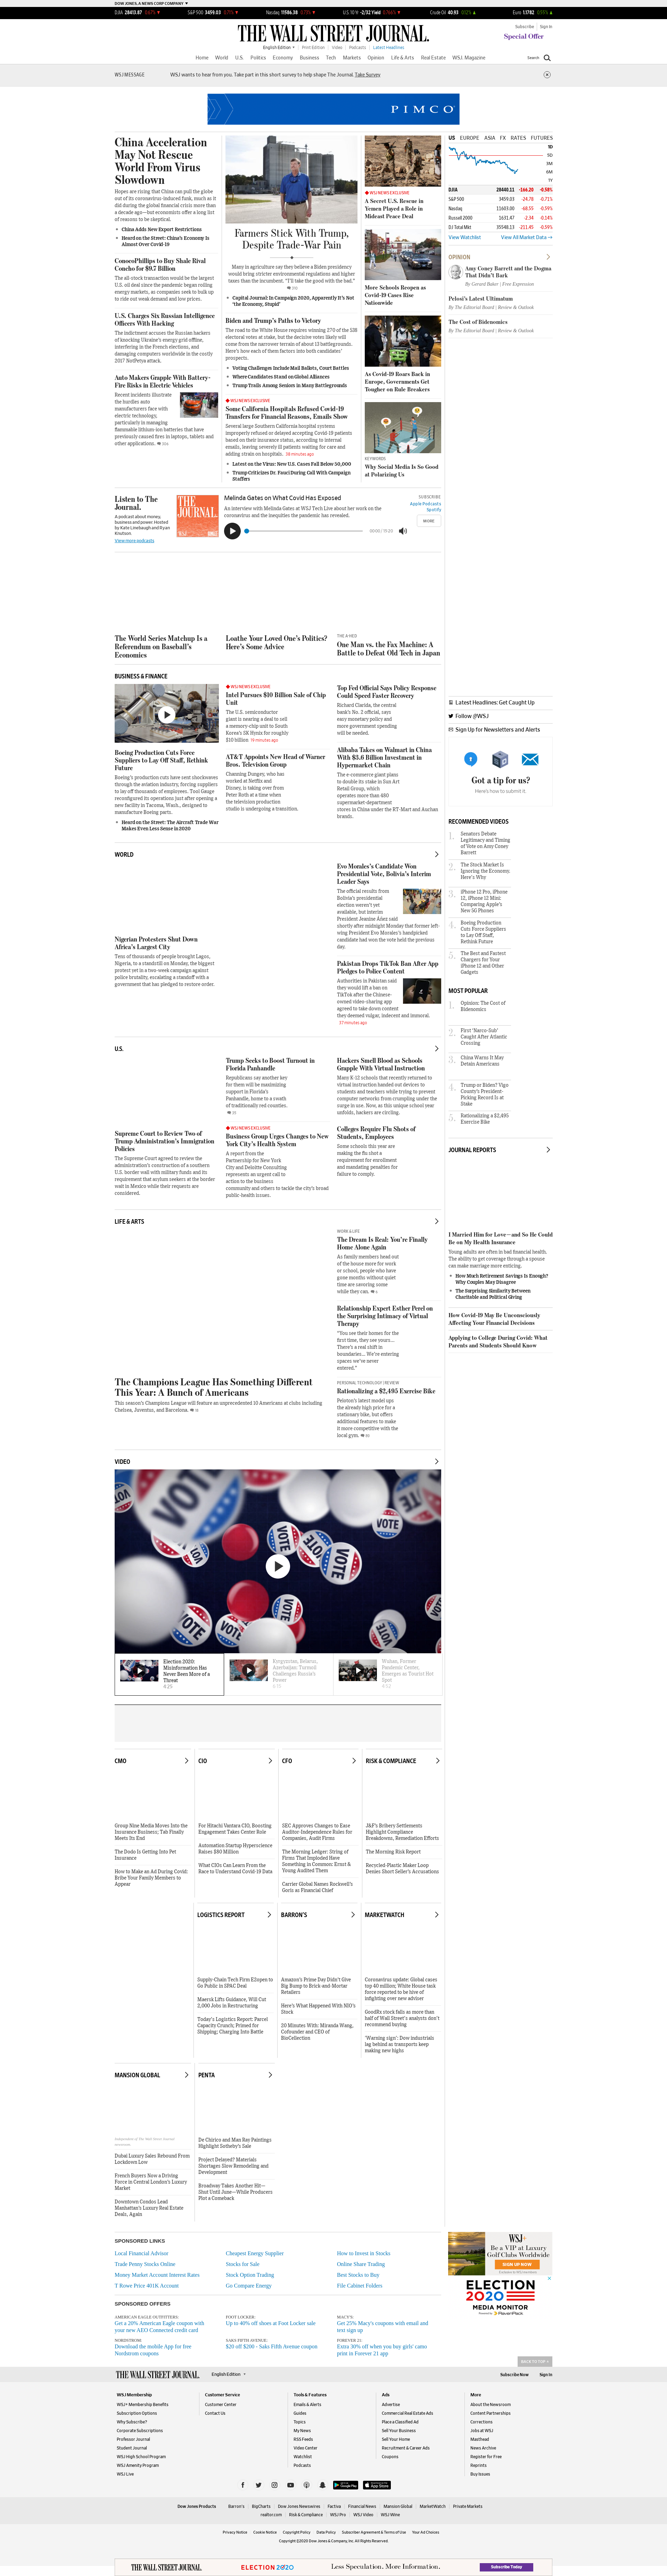 DOW JONES, A NEWS CORP COMPANY
DJIA 28413.87 0.67%
S&P 500 3459.03 0.71%
Nasdaq 11586.38 0.73%
U.S. 10 Yr -2/32 Yield 0.766%
Crude Oil 40.93 0.12%
Euro 1.1782 0.05%
THE WALL STREET JOURNAL.
Subscribe Sign In
Special Offer
English Edition Print Edition Video Podcasts Latest Headlines
Home World U.S. Politics Economy Business Tech Markets Opinion Life & Arts Real Estate WSJ. Magazine
Search
WSJ MESSAGE
WSJ wants to hear from you. Take part in this short survey to help shape The Journal. Take Survey
PIMCO
China Acceleration May Not Rescue World From Virus Slowdown
Hopes are rising that China can pull the globe out of its coronavirus-induced funk, much as it did during the global financial crisis more than a decade ago—but economists offer a long list of reasons to be skeptical.
China Adds New Export Restrictions
Heard on the Street: China's Economy Is Almost Over Covid-19
ConocoPhillips to Buy Shale Rival Concho for $9.7 Billion
The all-stock transaction would be the largest U.S. oil deal since the pandemic began roiling energy markets, as companies seek to bulk up to ride out weak demand and low prices.
U.S. Charges Six Russian Intelligence Officers With Hacking
The indictment accuses the Russian hackers of knocking Ukraine's energy grid offline, interfering in the French elections, and damaging computers worldwide in the costly 2017 NotPetya attack.
Auto Makers Grapple With Battery-Fire Risks in Electric Vehicles
Recent incidents illustrate the hurdles auto manufacturers face with electric technology, particularly in managing flammable lithium-ion batteries that have previously caused fires in laptops, tablets and other applications.
Farmers Stick With Trump, Despite Trade-War Pain
Many in agriculture say they believe a Biden presidency would bring stricter environmental regulations and higher taxes than the incumbent. "I'll take the good with the bad."
Capital Journal: In Campaign 2020, Apparently It's Not 'the Economy, Stupid'
Biden and Trump's Paths to Victory
The road to the White House requires winning 270 of the 538 electoral votes at stake, but the decisive votes likely will come from the narrower terrain of about 13 battlegrounds. Here's how each of them factors into both candidates' prospects.
Voting Challenges Include Mail Ballots, Court Battles
Where Candidates Stand on Global Alliances
Trump Trails Among Seniors in Many Battlegrounds
WSJ NEWS EXCLUSIVE
Some California Hospitals Refused Covid-19 Transfers for Financial Reasons, Emails Show
Several large Southern California hospital systems improperly refused or delayed accepting Covid-19 patients based on their insurance status, according to internal emails, leaving severely ill patients waiting for care and adding strain on hospitals. 38 minutes ago
Latest on the Virus: New U.S. Cases Fall Below 50,000
Trump Criticizes Dr. Fauci During Call With Campaign Staffers
WSJ NEWS EXCLUSIVE
A Secret U.S. Rescue in Yemen Played a Role in Mideast Peace Deal
More Schools Reopen as Covid-19 Cases Rise Nationwide
As Covid-19 Roars Back in Europe, Governments Get Tougher on Rule Breakers
KEYWORDS
Why Social Media Is So Good at Polarizing Us
US EUROPE ASIA FX RATES FUTURES
1D
5D
3M
6M
1Y
DJIA 28440.11 -166.20 -0.58%
S&P 500 3459.03 -24.78 -0.71%
Nasdaq 11603.00 -68.55 -0.59%
Russell 2000 1631.47 -2.34 -0.14%
DJ Total Mkt 35548.13 -211.45 -0.59%
View Watchlist View All Market Data
OPINION
Amy Coney Barrett and the Dogma That Didn't Bark
By Gerard Baker | Free Expression
Pelosi's Latest Ultimatum
By The Editorial Board | Review & Outlook
The Cost of Bidenomics
By The Editorial Board | Review & Outlook
Listen to The Journal.
A podcast about money, business and power. Hosted by Kate Linebaugh and Ryan Knutson.
View more podcasts
Melinda Gates on What Covid Has Exposed
An interview with Melinda Gates at WSJ Tech Live about her work on the coronavirus and the inequities the pandemic has revealed.
00:00 / 19:20
SUBSCRIBE
Apple Podcasts
Spotify
MORE
The World Series Matchup Is a Referendum on Baseball's Economics
Loathe Your Loved One's Politics? Here's Some Advice
THE A-HED
One Man vs. the Fax Machine: A Battle to Defeat Old Tech in Japan
BUSINESS & FINANCE
Boeing Production Cuts Force Suppliers to Lay Off Staff, Rethink Future
Boeing's production cuts have sent shockwaves through the aviation industry, forcing suppliers to lay off thousands and dial back spending. Tool Gauge reconfigured its operations just after opening a new factory in Tacoma, Wash., designed to manufacture Boeing parts.
Heard on the Street: The Aircraft Trade War Makes Even Less Sense in 2020
WSJ NEWS EXCLUSIVE
Intel Pursues $10 Billion Sale of Chip Unit
The U.S. semiconductor giant is nearing a deal to sell a memory-chip unit to South Korea's SK Hynix for roughly $10 billion 19 minutes ago
AT&T Appoints New Head of Warner Bros. Television Group
Channing Dungey, who has worked at Netflix and Disney, is taking over from Peter Roth at a time when the television production studio is undergoing a transition.
Top Fed Official Says Policy Response Could Speed Faster Recovery
Richard Clarida, the central bank's No. 2 official, says easy monetary policy and more government spending will be needed.
Alibaba Takes on Walmart in China With $3.6 Billion Investment in Hypermarket Chain
The e-commerce giant plans to double its stake in Sun Art Retail Group, which operates more than 480 supermarket-department stores in China under the RT-Mart and Auchan brands.
Latest Headlines: Get Caught Up
Follow @WSJ
Sign Up for Newsletters and Alerts
Got a tip for us?
Here's how to submit it.
RECOMMENDED VIDEOS
1. Senators Debate Legitimacy and Timing of Vote on Amy Coney Barrett
2. The Stock Market Is Ignoring the Economy, Here's Why
3. iPhone 12 Pro, iPhone 12, iPhone 12 Mini: Comparing Apple's New 5G Phones
4. Boeing Production Cuts Force Suppliers to Lay Off Staff, Rethink Future
5. The Best and Fastest Chargers for Your iPhone 12 and Other Gadgets
MOST POPULAR
1. Opinion: The Cost of Bidenomics
2. First 'Narco-Sub' Caught After Atlantic Crossing
3. China Warns It May Detain Americans
4. Trump or Biden? Vigo County's President-Picking Record Is at Stake
5. Rationalizing a $2,495 Exercise Bike
WORLD
Nigerian Protesters Shut Down Africa's Largest City
Tens of thousands of people brought Lagos, Nigeria, to a standstill on Monday, the biggest protest yet in a two-week campaign against police brutality, escalating a standoff with a government that has pledged to restore order.
Evo Morales's Candidate Won Presidential Vote, Bolivia's Interim Leader Says
The official results from Bolivia's presidential election weren't yet available, but interim President Jeanine Áñez said shortly after midnight Monday that former left-wing President Evo Morales's handpicked candidate had won the vote held the previous day.
Pakistan Drops TikTok Ban After App Pledges to Police Content
Authorities in Pakistan said they would lift a ban on TikTok after the Chinese-owned video-sharing app agreed to take down content they deemed vulgar, indecent and immoral.
37 minutes ago
U.S.
Supreme Court to Review Two of Trump Administration's Immigration Policies
The Supreme Court agreed to review the administration's construction of a southern U.S. border wall with military funds and its requirement that asylum seekers at the border wait in Mexico while their requests are considered.
Trump Seeks to Boost Turnout in Florida Panhandle
Republicans say another key for them will be maximizing support in Florida's Panhandle, home to a swath of traditionally red counties.
WSJ NEWS EXCLUSIVE
Business Group Urges Changes to New York City's Health System
A report from the Partnership for New York City and Deloitte Consulting represents an urgent call to action to the business community and others to tackle the city's broad public-health issues.
Hackers Smell Blood as Schools Grapple With Virtual Instruction
Many K-12 schools that recently returned to virtual instruction handed out devices to students and teachers while trying to prevent computer networks from crumpling under the surge in use. Now, as this unique school year unfolds, hackers are circling.
Colleges Require Flu Shots of Students, Employees
Some schools this year are making the flu shot a requirement for enrollment and mandating penalties for failure to comply.
JOURNAL REPORTS
I Married Him for Love—and So He Could Be on My Health Insurance
Young adults are often in bad financial health. The ability to get coverage through a spouse can make marriage more enticing.
How Much Retirement Savings Is Enough? Why Couples May Disagree
The Surprising Similarity Between Charitable and Political Giving
How Covid-19 May Be Unconsciously Affecting Your Financial Decisions
Applying to College During Covid: What Parents and Students Should Know
LIFE & ARTS
The Champions League Has Something Different This Year: A Bunch of Americans
This season's Champions League will feature an unprecedented 10 Americans at clubs including Chelsea, Juventus, and Barcelona.
WORK & LIFE
The Dream Is Real: You're Finally Home Alone Again
As family members head out of the house more for work or school, people who have gone months without quiet time are savoring some while they can.
Relationship Expert Esther Perel on the Surprising Intimacy of Virtual Therapy
"You see their homes for the first time, they see yours.... There's a real shift in boundaries... We're entering spaces we've never entered."
PERSONAL TECHNOLOGY | REVIEW
Rationalizing a $2,495 Exercise Bike
Peloton's latest model ups the already high price for a stationary bike, but offers additional features to make it more competitive with the local gym.
VIDEO
VOTE
Election 2020: Misinformation Has Never Been More of a Threat
8:25
Kyrgyzstan, Belarus, Azerbaijan: Turmoil Challenges Russia's Power
Wuhan, Former Pandemic Center, Emerges as Tourist Hot Spot
CMO
Group Nine Media Moves Into the Insurance Business; Tab Finally Meets Its End
The Dodo Is Getting Into Pet Insurance
How to Make an Ad During Covid: Bribe Your Family Members to Appear
CIO
For Hitachi Vantara CIO, Boosting Engagement Takes Center Role
Automation Startup Hyperscience Raises $80 Million
What CIOs Can Learn From the Race to Understand Covid-19 Data
CFO
SEC Approves Changes to Ease Auditor-Independence Rules for Companies, Audit Firms
The Morning Ledger: String of Firms That Imploded Have Something in Common: Ernst & Young Audited Them
Carrier Global Names Rockwell's Goris as Financial Chief
RISK & COMPLIANCE
J&F's Bribery Settlements Highlight Compliance Breakdowns, Remediation Efforts
The Morning Risk Report
Recycled-Plastic Maker Loop Denies Short Seller's Accusations
LOGISTICS REPORT
Supply-Chain Tech Firm E2open to Go Public in SPAC Deal
Maersk Lifts Guidance, Will Cut 2,000 Jobs in Restructuring
Today's Logistics Report: Parcel Capacity Crunch; Primed for Shipping; Charging Into Battle
BARRON'S
Amazon's Prime Day Didn't Give Big Bump to Brick-and-Mortar Retailers
Here's What Happened With NIO's Stock
20 Minutes With: Miranda Wang, Cofounder and CEO of BioCellection
MARKETWATCH
Coronavirus update: Global cases top 40 million; White House task force reported to be hive of infighting over new adviser
GoodRx stock falls as more than half of Wall Street's analysts don't recommend buying
'Warning sign': Dow industrials lag behind as transports keep making new highs
MANSION GLOBAL
Dubai Luxury Sales Rebound From Lockdown Low
French Buyers Now a Driving Force in Central London's Luxury Market
Downtown Condos Lead Manhattan's Luxury Real Estate Deals, Again
PENTA
De Chirico and Man Ray Paintings Highlight Sotheby's Sale
Project Delayed? Materials Shortages Slow Remodeling and Development
Broadway Takes Another Hit—Shut Until June—While Producers Plot a Comeback
SPONSORED LINKS
Local Financial Advisor
Trade Penny Stocks Online
Money Market Account Interest Rates
T Rowe Price 401K Account
Cheapest Energy Supplier
Stocks for Sale
Stock Option Trading
Go Compare Energy
How to Invest in Stocks
Online Share Trading
Best Stocks to Buy
File Cabinet Folders
SPONSORED OFFERS
AMERICAN EAGLE OUTFITTERS:
Get a 20% American Eagle coupon with your new AEO Connected credit card
NORDSTROM:
Download the mobile App for free Nordstrom coupons
FOOT LOCKER:
Up to 40% off shoes at Foot Locker sale
SAKS FIFTH AVENUE:
$20 off $200 - Saks Fifth Avenue coupon
MACY'S:
Get 25% Macy's coupons with email and text sign up
FOREVER 21:
Extra 30% off when you buy girls' camo print in Forever 21 app
WSJ+
Be a VIP at Luxury Golf Clubs Worldwide
SIGN UP NOW
ELECTION 2020
MEDIA MONITOR
BACK TO TOP
THE WALL STREET JOURNAL.
English Edition
Subscribe Now Sign In
WSJ Membership
WSJ+ Membership Benefits
Subscription Options
Why Subscribe?
Corporate Subscriptions
Professor Journal
Student Journal
WSJ High School Program
WSJ Amenity Program
WSJ Live
Customer Service
Customer Center
Contact Us
Tools & Features
Emails & Alerts
Guides
Topics
My News
RSS Feeds
Video Center
Watchlist
Podcasts
Ads
Advertise
Commercial Real Estate Ads
Place a Classified Ad
Sell Your Business
Sell Your Home
Recruitment & Career Ads
Coupons
More
About the Newsroom
Content Partnerships
Corrections
Jobs at WSJ
Masthead
News Archive
Register for Free
Reprints
Buy Issues
Google Play
App Store
Dow Jones Products
Barron's BigCharts Dow Jones Newswires Factiva Financial News Mansion Global MarketWatch Private Markets
realtor.com Risk & Compliance WSJ Pro WSJ Video WSJ Wine
Privacy Notice Cookie Notice Copyright Policy Data Policy Subscriber Agreement & Terms of Use Your Ad Choices
Copyright ©2020 Dow Jones & Company, Inc. All Rights Reserved.
THE WALL STREET JOURNAL.
ELECTION 2020
Less Speculation. More Information.
Subscribe Today